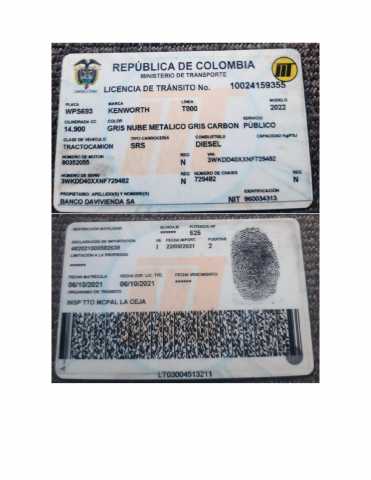 REPÚBLICA DE COLOMBIA
MINISTERIO DE TRANSPORTE
LICENCIA DE TRÁNSITO No. 10024159355
PLACA MARCA LÍNEA MODELO
WPS693 KENWORTH T800 2022
CILINDRADA CC COLOR SERVICIO
14.900 GRIS NUBE METALICO GRIS CARBON PÚBLICO
CLASE DE VEHÍCULO TIPO CARROCERÍA COMBUSTIBLE CAPACIDAD Kg/PSJ
TRACTOCAMION SRS DIESEL
NÚMERO DE MOTOR REG VIN
80352055 N 3WKDD40XXNF729482
NÚMERO DE SERIE REG NÚMERO DE CHASIS REG
3WKDD40XXNF729482 N 729482 N
PROPIETARIO: APELLIDO(S) Y NOMBRE(S) IDENTIFICACIÓN
BANCO DAVIVIENDA SA NIT 860034313
RESTRICCIÓN MOVILIDAD BLINDAJE POTENCIA HP
****** ****** 525
DECLARACIÓN DE IMPORTACIÓN I/E FECHA IMPORT. PUERTAS
I 22/09/2021 2
LIMITACIÓN A LA PROPIEDAD
******
FECHA MATRÍCULA FECHA EXP. LIC. TTO. FECHA VENCIMIENTO
06/10/2021 06/10/2021 ******
ORGANISMO DE TRÁNSITO
INSP TTO MCPAL LA CEJA
LT03004513211